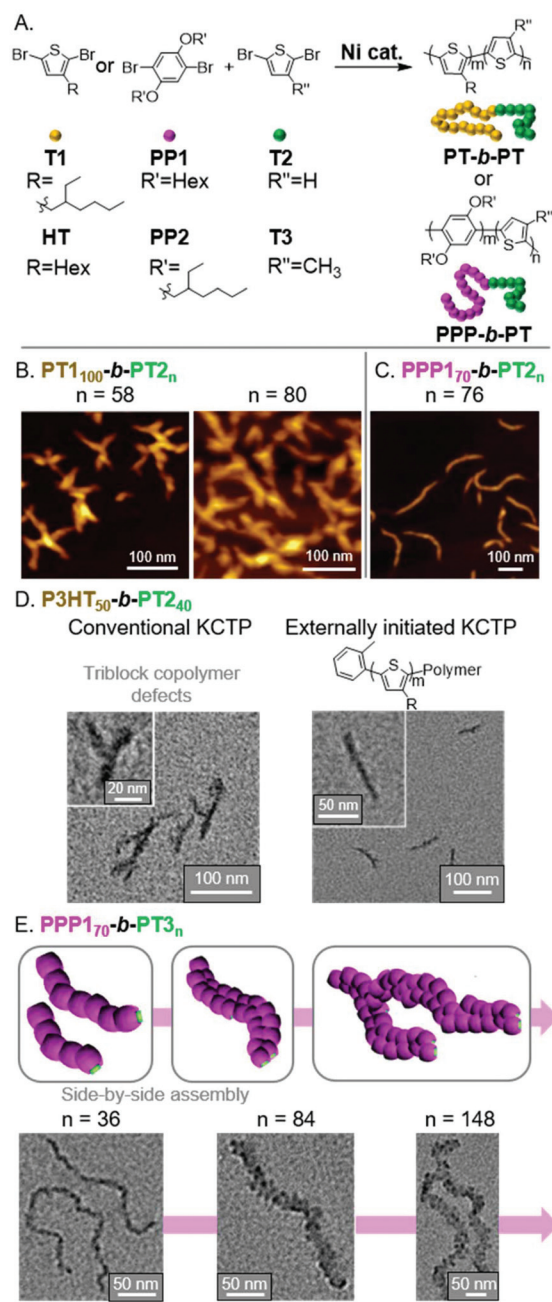 A.
Br S Br or Br OR' Br + Br S Br Ni cat. S m S n
R R'O R" R R"
T1 PP1 T2 PT-b-PT
R= R'=Hex R"=H or
HT PP2 T3
R=Hex R'= R"=CH3
OR' R" m S n
R'O
PPP-b-PT
B. PT1100-b-PT2n C. PPP170-b-PT2n
n = 58 n = 80 n = 76
100 nm 100 nm 100 nm
D. P3HT50-b-PT240
Conventional KCTP Externally initiated KCTP
Triblock copolymer
defects
S m Polymer
R
20 nm 50 nm
100 nm 100 nm
E. PPP170-b-PT3n
Side-by-side assembly
n = 36 n = 84 n = 148
50 nm 50 nm 50 nm